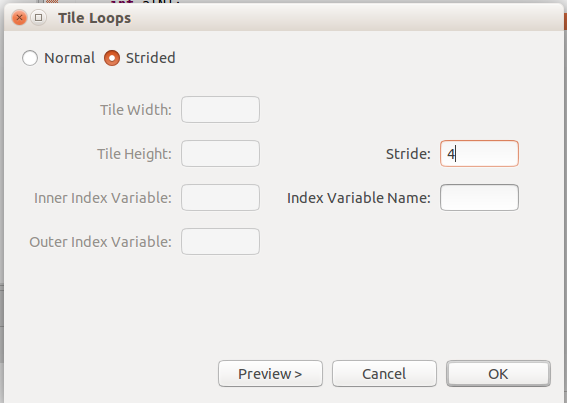 Tile Loops
Normal Strided
Tile Width:
Tile Height:
Stride: 4
Inner Index Variable:
Index Variable Name:
Outer Index Variable:
Preview > Cancel OK